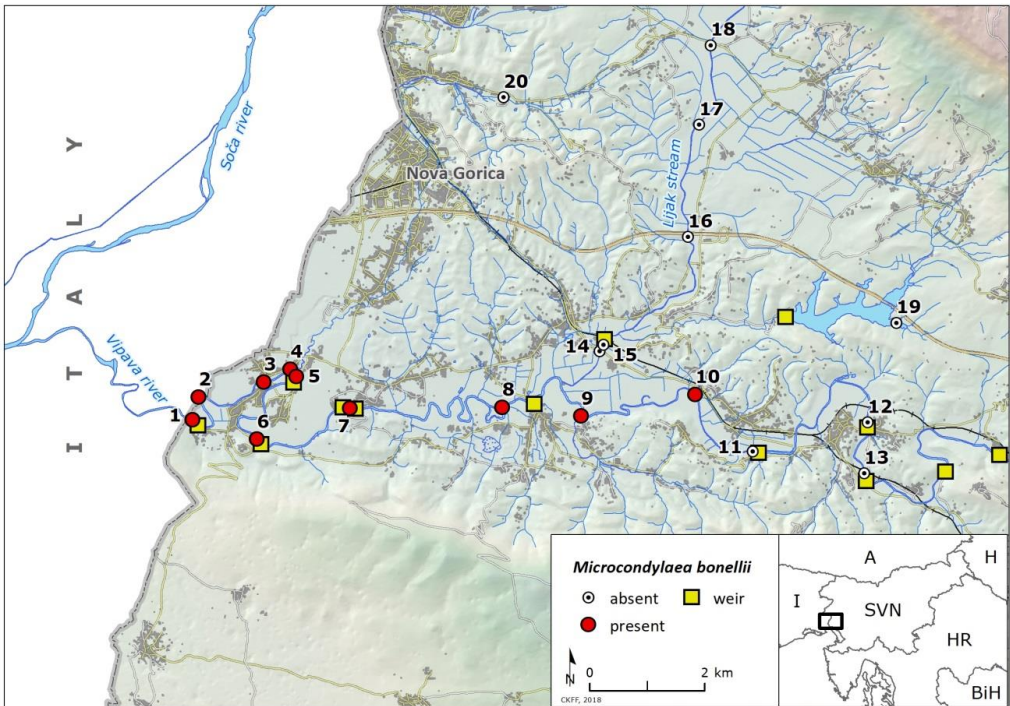 18
20
17
Soča river
ITALY
Nova Gorica
Lijak stream
16
19
14
15
Vipava river
2
3
4
5
1
6
7
8
9
10
11
12
13
Microcondylaea bonellii
absent
weir
present
N
0
2 km
CKFF, 2018
A
H
I
SVN
HR
BiH